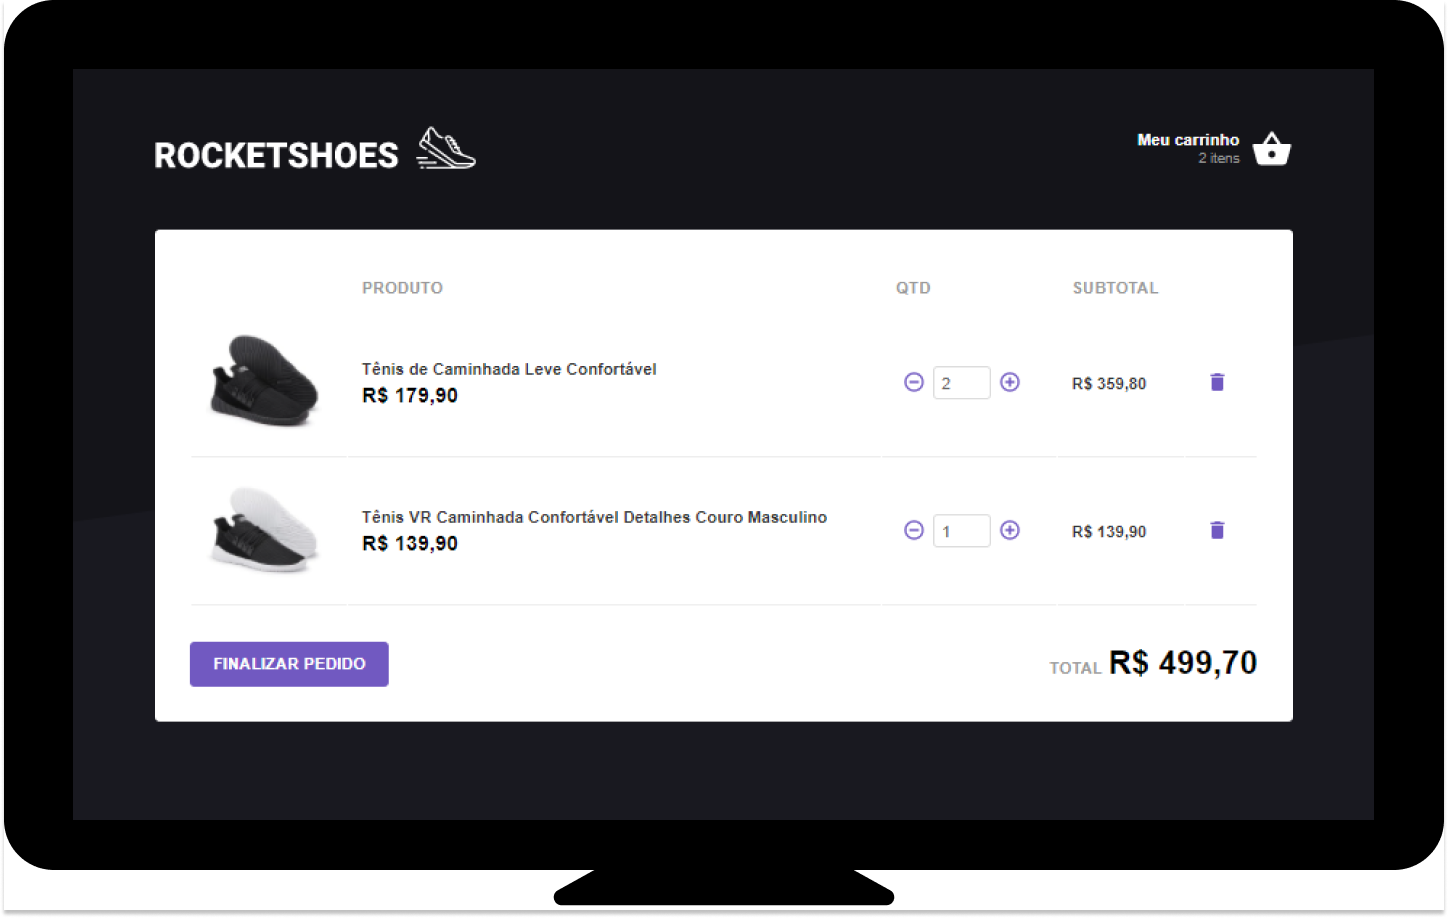 ROCKETSHOES
Meu carrinho
2 itens
PRODUTO QTD SUBTOTAL
Tênis de Caminhada Leve Confortável
R$ 179,90
2
R$ 359,80
Tênis VR Caminhada Confortável Detalhes Couro Masculino
R$ 139,90
1
R$ 139,90
FINALIZAR PEDIDO
TOTAL R$ 499,70